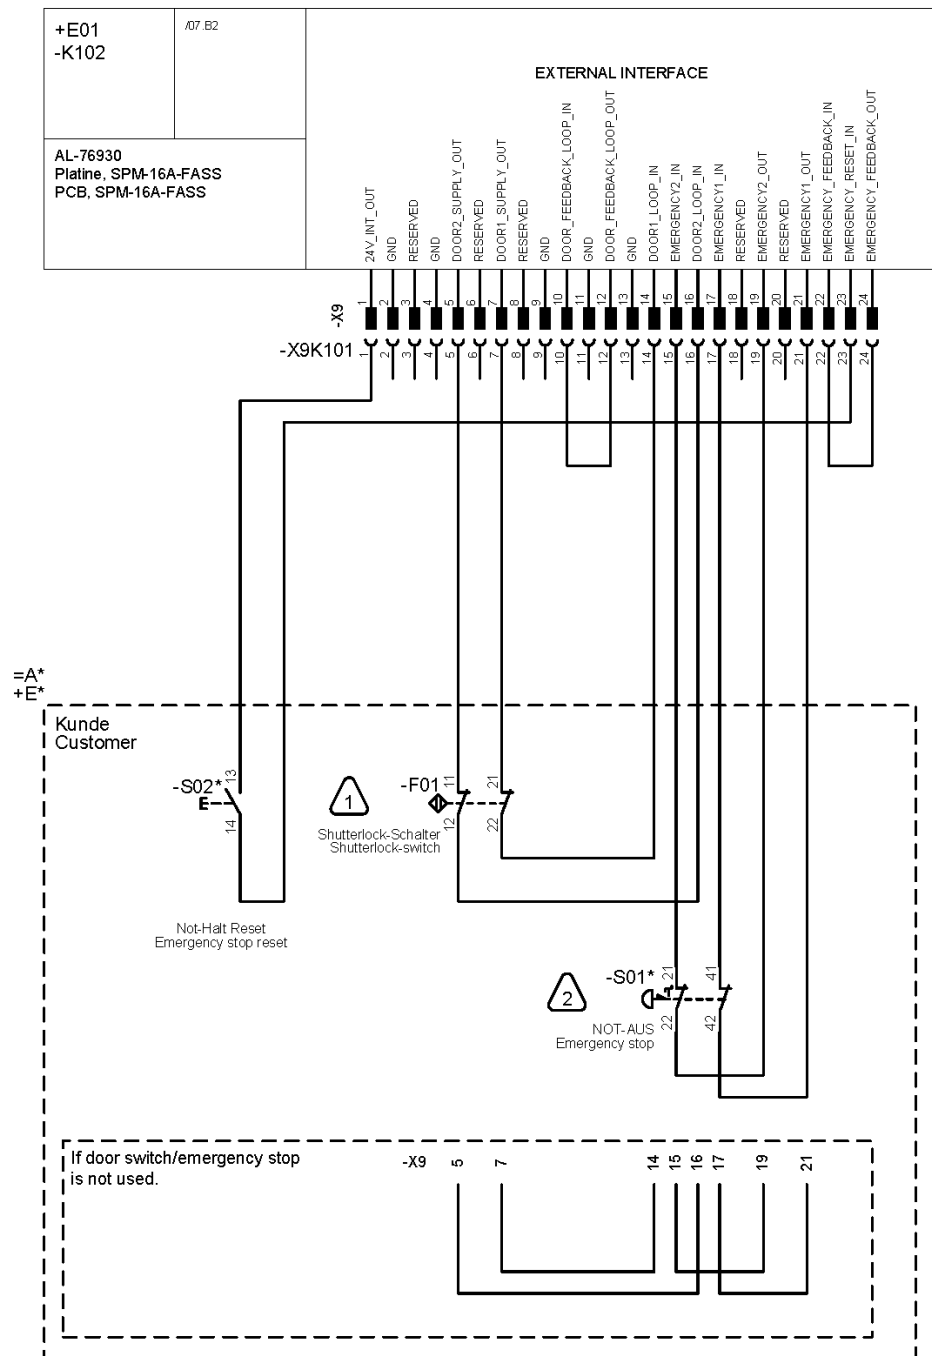 +E01
-K102
/07.B2
EXTERNAL INTERFACE
AL-76930
Platine, SPM-16A-FASS
PCB, SPM-16A-FASS
24V_INT_OUT
GND
RESERVED
GND
DOOR2_SUPPLY_OUT
RESERVED
DOOR1_SUPPLY_OUT
RESERVED
GND
DOOR_FEEDBACK_LOOP_IN
GND
DOOR_FEEDBACK_LOOP_OUT
GND
DOOR1_LOOP_IN
EMERGENCY2_IN
DOOR2_LOOP_IN
EMERGENCY1_IN
RESERVED
EMERGENCY2_OUT
RESERVED
EMERGENCY1_OUT
EMERGENCY_FEEDBACK_IN
EMERGENCY_RESET_IN
EMERGENCY_FEEDBACK_OUT
-X9
1 2 3 4 5 6 7 8 9 10 11 12 13 14 15 16 17 18 19 20 21 22 23 24
-X9K101
1 2 3 4 5 6 7 8 9 10 11 12 13 14 15 16 17 18 19 20 21 22 23 24
=A*
+E*
Kunde
Customer
-S02*
13
14
Not-Halt Reset
Emergency stop reset
1
-F01
11
12
21
22
Shutterlock-Schalter
Shutterlock-switch
2
-S01*
21
22
41
42
NOT-AUS
Emergency stop
If door switch/emergency stop
is not used.
-X9 5 7 14 15 16 17 19 21